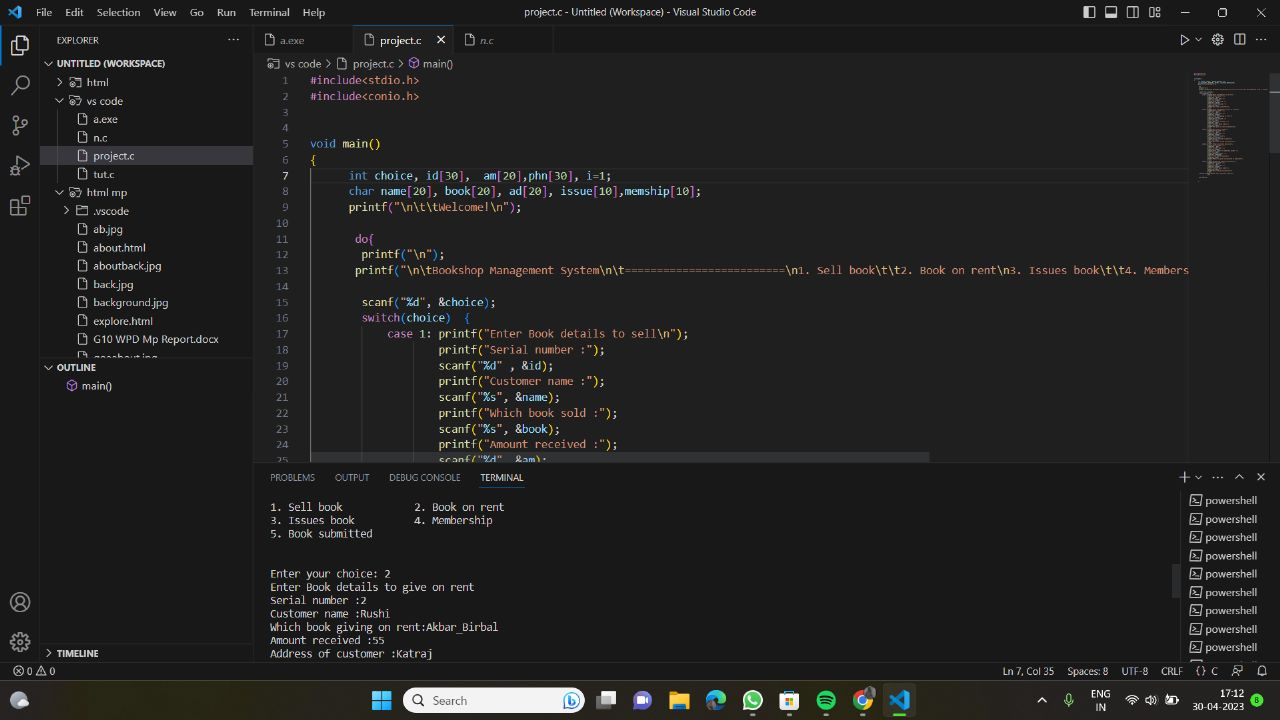 File Edit Selection View Go Run Terminal Help
project.c - Untitled (Workspace) - Visual Studio Code
EXPLORER
UNTITLED (WORKSPACE)
html
vs code
a.exe
n.c
project.c
tut.c
html mp
.vscode
ab.jpg
about.html
aboutback.jpg
back.jpg
background.jpg
explore.html
G10 WPD Mp Report.docx
OUTLINE
main()
TIMELINE
a.exe project.c n.c
vs code > project.c > main()
1 #include<stdio.h>
2 #include<conio.h>
3
4
5 void main()
6 {
7 int choice, id[30],  am[20],phn[30], i=1;
8 char name[20], book[20], ad[20], issue[10],memship[10];
9 printf("\n\t\tWelcome!\n");
10
11 do{
12 printf("\n");
13 printf("\n\tBookshop Management System\n\t=========================\n1. Sell book\t\t2. Book on rent\n3. Issues book\t\t4. Members
14
15 scanf("%d", &choice);
16 switch(choice)  {
17 case 1: printf("Enter Book details to sell\n");
18 printf("Serial number :");
19 scanf("%d" , &id);
20 printf("Customer name :");
21 scanf("%s", &name);
22 printf("Which book sold :");
23 scanf("%s", &book);
24 printf("Amount received :");
25 scanf("%d", &am);
PROBLEMS OUTPUT DEBUG CONSOLE TERMINAL
1. Sell book 2. Book on rent
3. Issues book 4. Membership
5. Book submitted
Enter your choice: 2
Enter Book details to give on rent
Serial number :2
Customer name :Rushi
Which book giving on rent:Akbar_Birbal
Amount received :55
Address of customer :Katraj
powershell
powershell
powershell
powershell
powershell
powershell
powershell
powershell
powershell
0 0
Ln 7, Col 35 Spaces: 8 UTF-8 CRLF {} C
Search
ENG
IN
17:12
30-04-2023
8